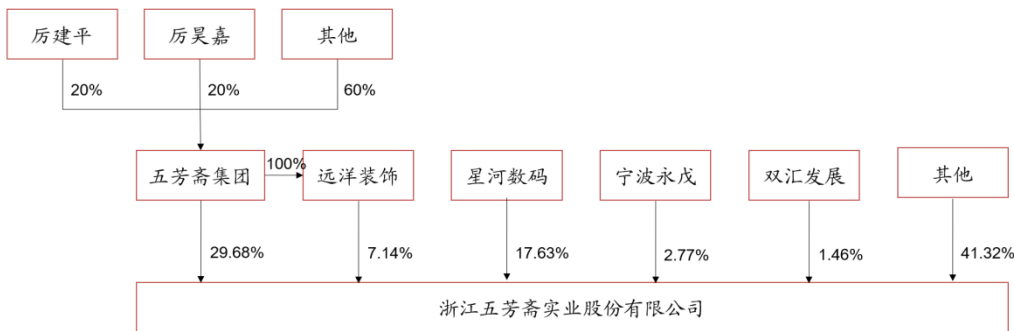 厉建平
厉昊嘉
其他
20%
20%
60%
五芳斋集团
100%
远洋装饰
星河数码
宁波永戊
双汇发展
其他
29.68%
7.14%
17.63%
2.77%
1.46%
41.32%
浙江五芳斋实业股份有限公司